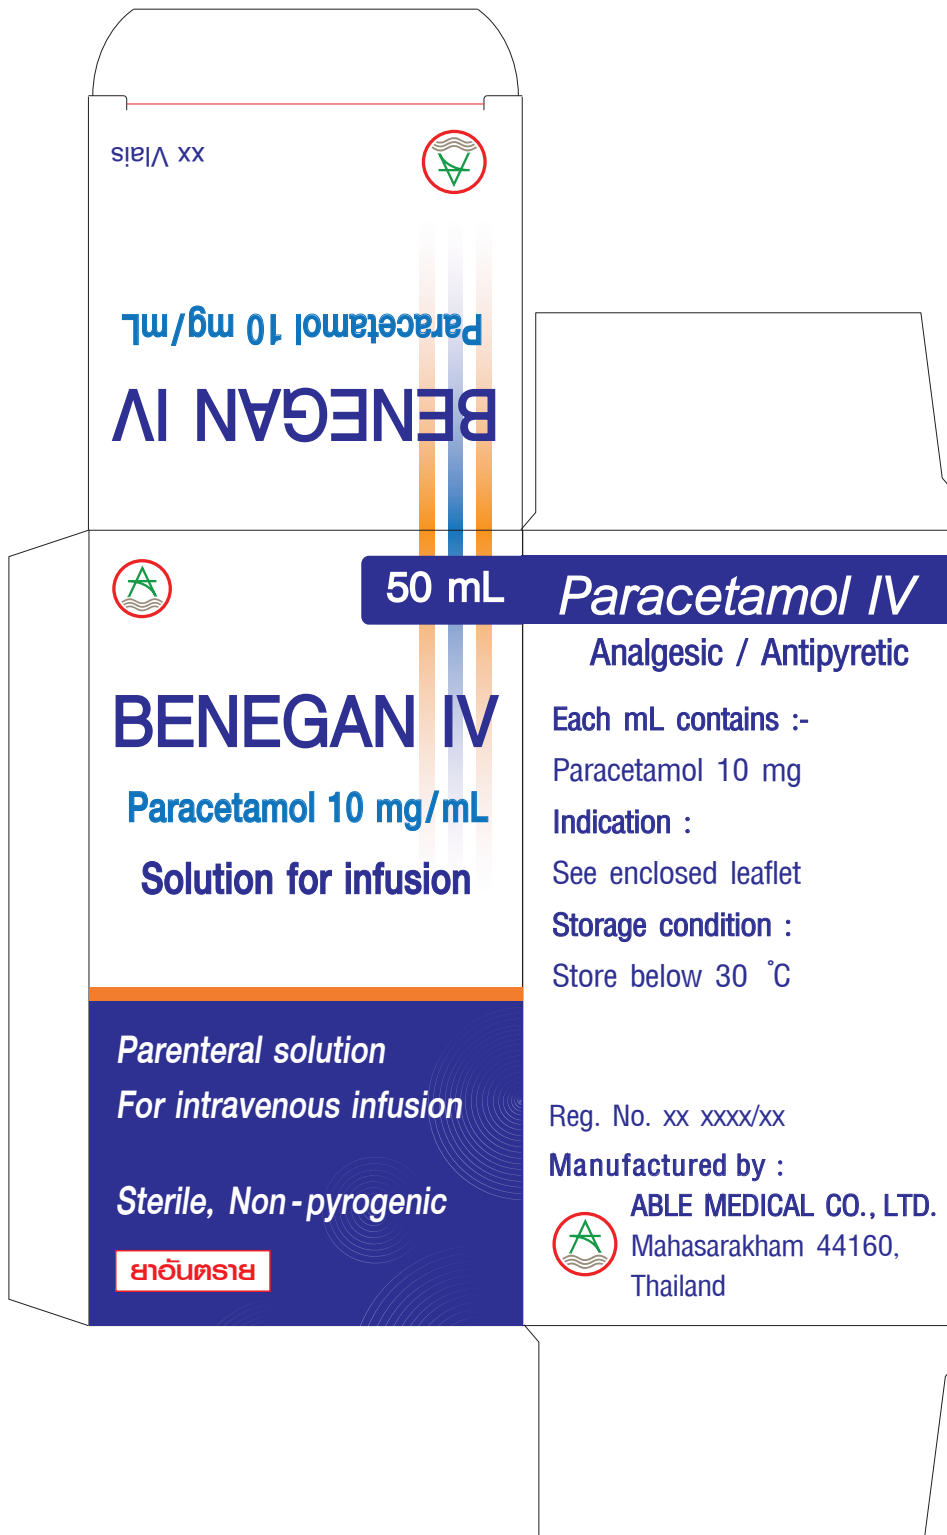 xx Vlais
Paracetamol 10 mg/mL
BENEGAN IV
50 mL
BENEGAN IV
Paracetamol 10 mg/mL
Solution for infusion
Parenteral solution
For intravenous infusion
Sterile, Non-pyrogenic
ยาอันตราย
Paracetamol IV
Analgesic / Antipyretic
Each mL contains :-
Paracetamol 10 mg
Indication :
See enclosed leaflet
Storage condition :
Store below 30 °C
Reg. No. xx xxxx/xx
Manufactured by :
ABLE MEDICAL CO., LTD.
Mahasarakham 44160,
Thailand